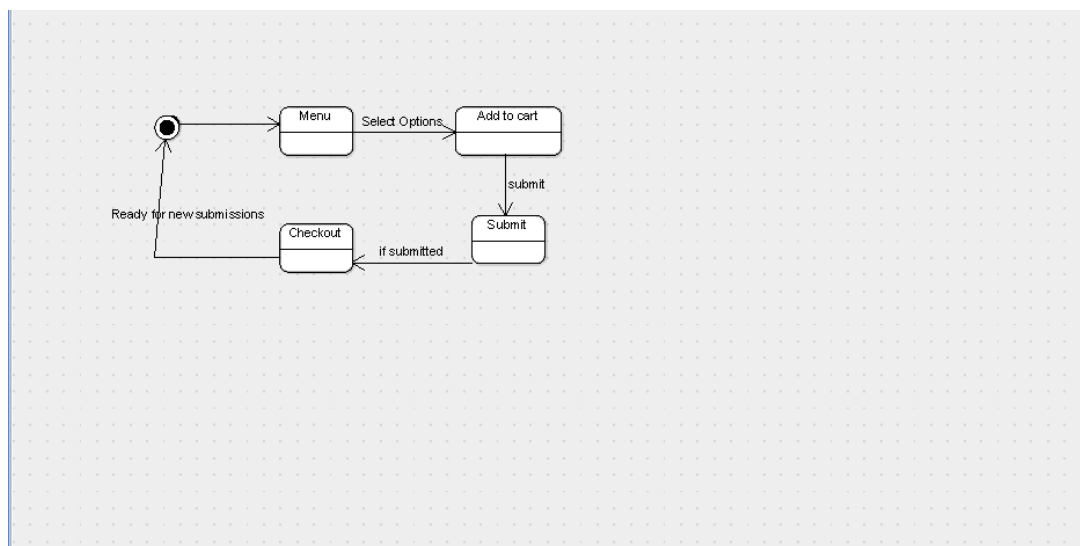 Menu
Select Options
Add to cart
submit
Ready for new submissions
Checkout
if submitted
Submit